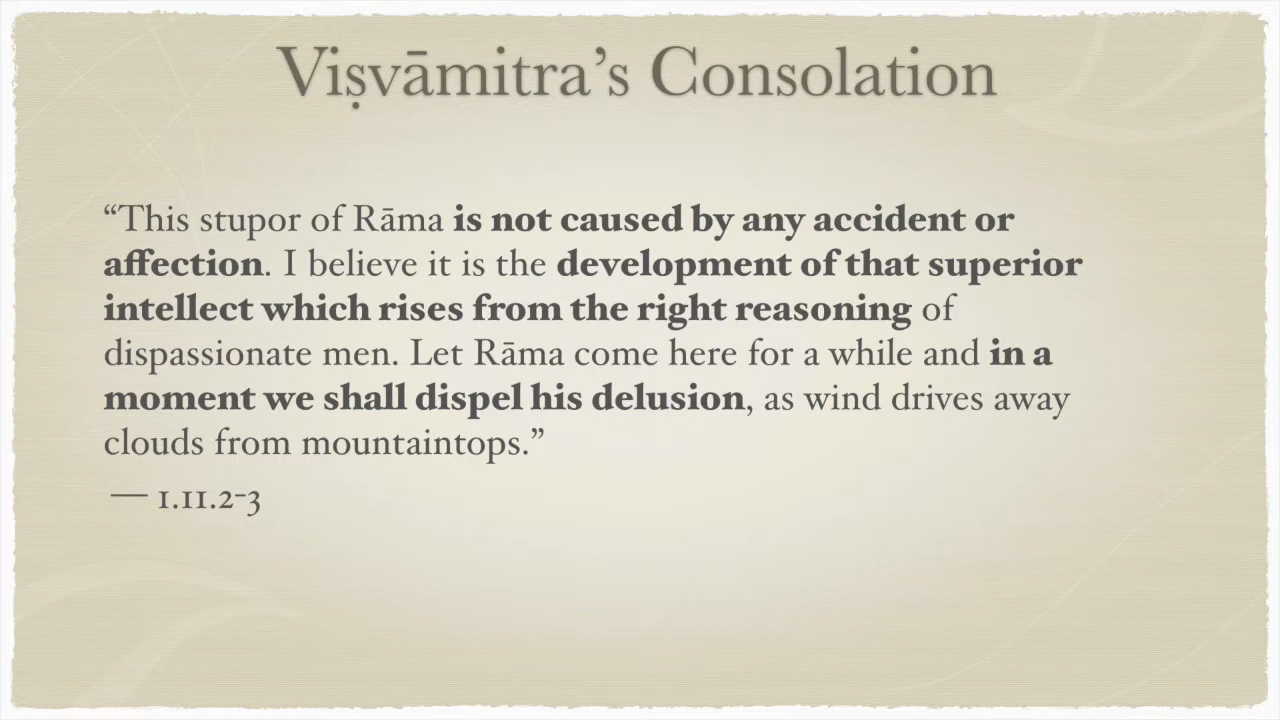 Viṣvāmitra’s Consolation
“This stupor of Rāma is not caused by any accident or
affection. I believe it is the development of that superior
intellect which rises from the right reasoning of
dispassionate men. Let Rāma come here for a while and in a
moment we shall dispel his delusion, as wind drives away
clouds from mountaintops.”
— 1.11.2-3